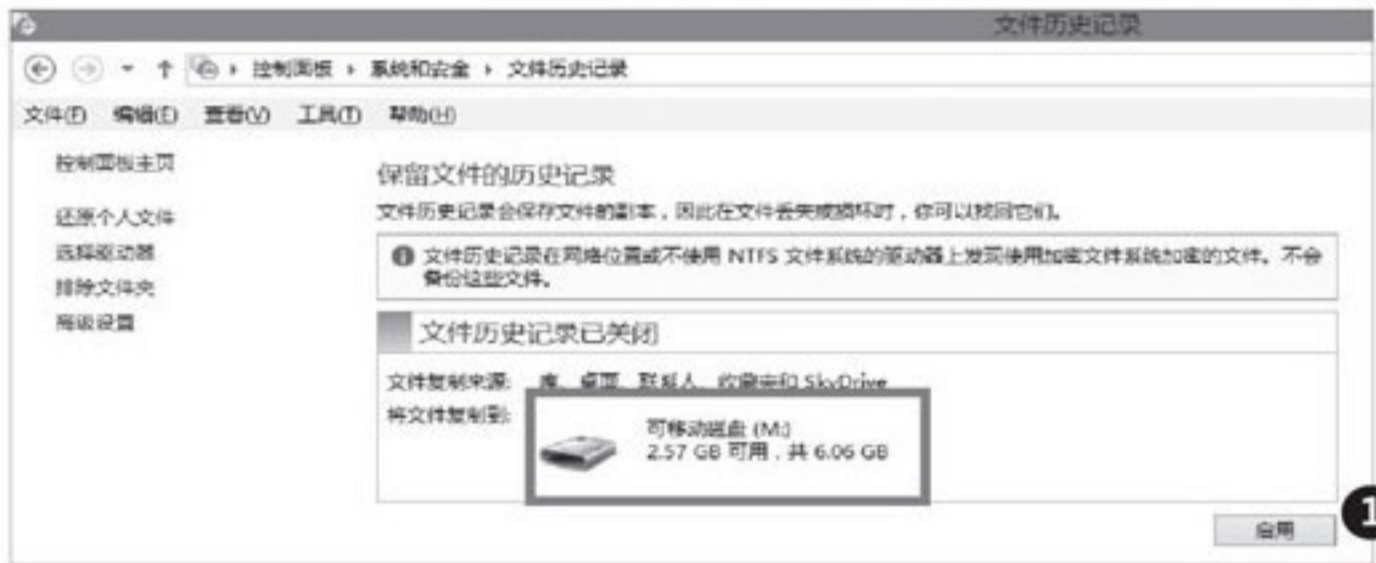 文件历史记录
控制面板 系统和安全 文件历史记录
文件(F) 编辑(E) 查看(V) 工具(T) 帮助(H)
控制面板主页
还原个人文件
选择驱动器
排除文件夹
高级设置
保留文件的历史记录
文件历史记录会保存文件的副本，因此在文件丢失或损坏时，你可以找回它们。
文件历史记录在网络位置或不使用 NTFS 文件系统的驱动器上发现使用加密文件系统加密的文件。不会
备份这些文件。
文件历史记录已关闭
文件复制来源: 库、桌面、联系人、收藏夹和 SkyDrive
将文件复制到:
可移动磁盘 (M:)
2.57 GB 可用，共 6.06 GB
启用
1